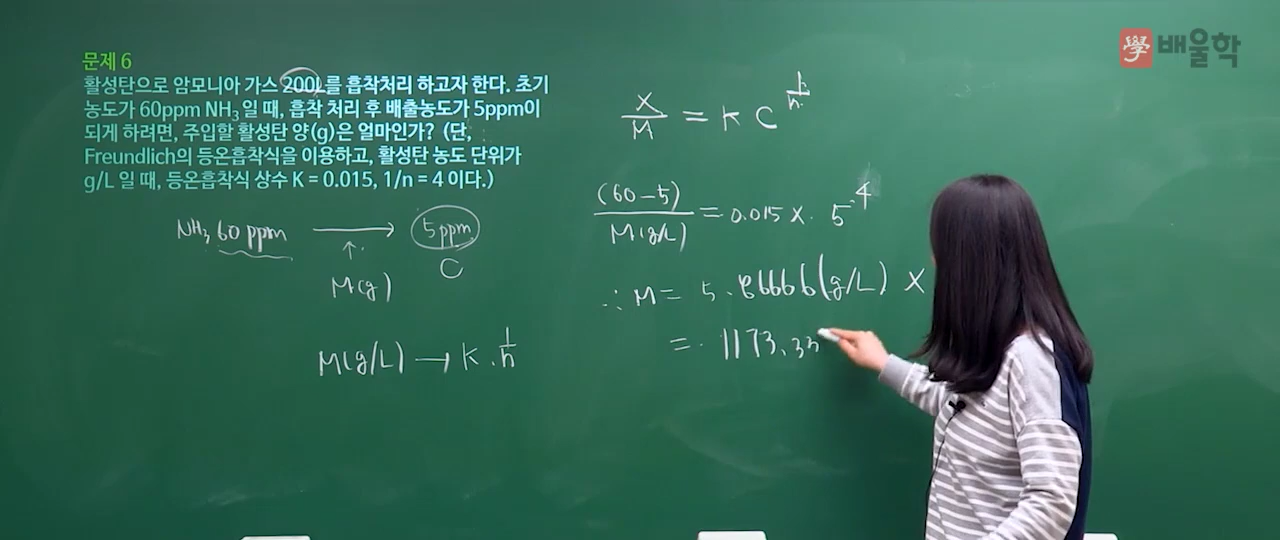 學 배울학
문제 6
활성탄으로 암모니아 가스 200L를 흡착처리 하고자 한다. 초기
농도가 60ppm NH₃ 일 때, 흡착 처리 후 배출농도가 5ppm이
되게 하려면, 주입할 활성탄 양(g)은 얼마인가? (단,
Freundlich의 등온흡착식을 이용하고, 활성탄 농도 단위가
g/L 일 때, 등온흡착식 상수 K = 0.015, 1/n = 4 이다.)
NH₃ 60 ppm → 5 ppm
↑ C
M(g)
M(g/L) → K, 1/n
X/M = K C^(1/n)
(60-5)/M(g/L) = 0.015 × 5^4
∴ M = 5.86666(g/L) ×
= 1173.33